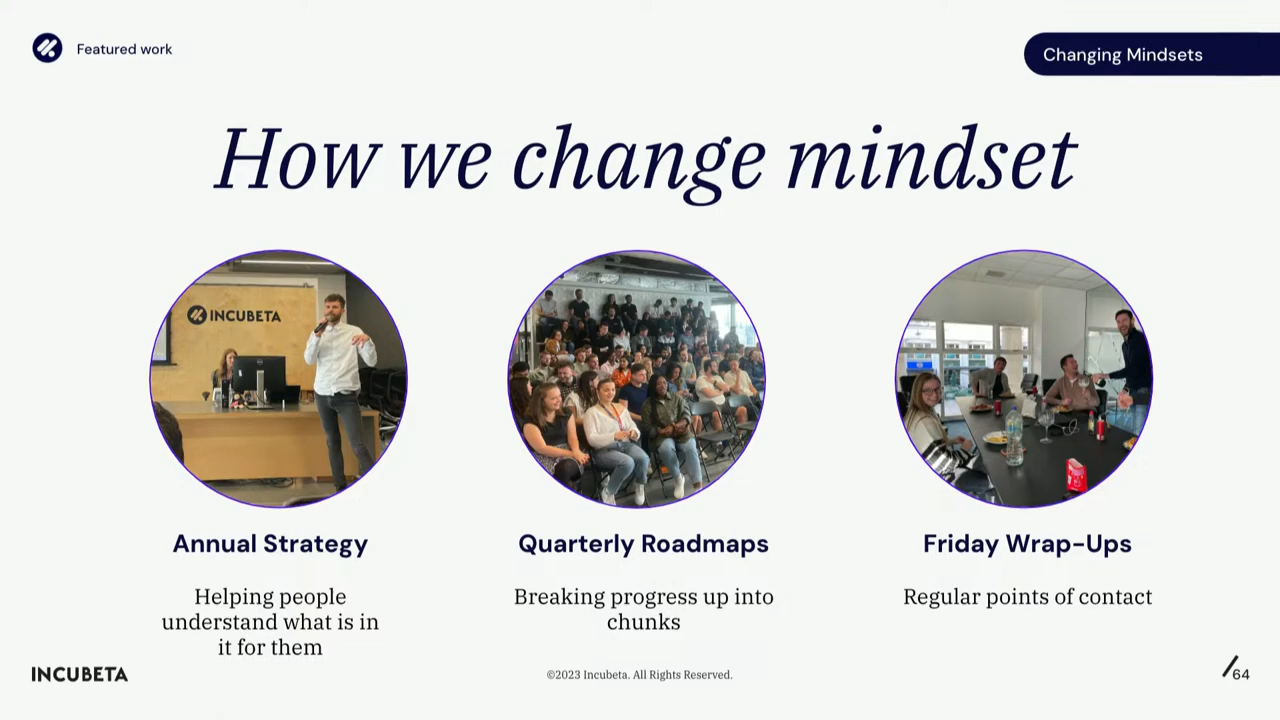 Featured work
Changing Mindsets
How we change mindset
INCUBETA
Annual Strategy
Helping people
understand what is in
it for them
Quarterly Roadmaps
Breaking progress up into
chunks
Friday Wrap-Ups
Regular points of contact
INCUBETA
©2023 Incubeta. All Rights Reserved.
64